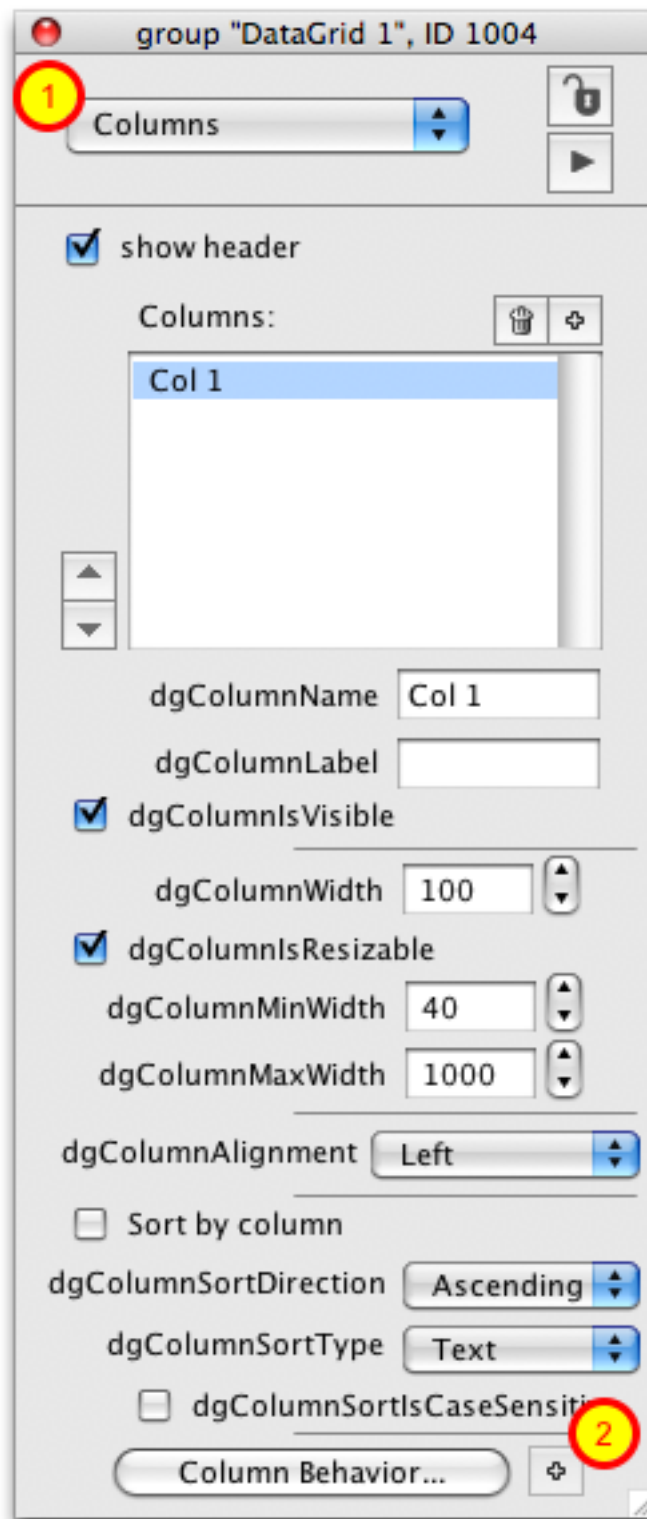 group "DataGrid 1", ID 1004
1
Columns
show header
Columns:
Col 1
dgColumnName Col 1
dgColumnLabel
dgColumnIsVisible
dgColumnWidth 100
dgColumnIsResizable
dgColumnMinWidth 40
dgColumnMaxWidth 1000
dgColumnAlignment Left
Sort by column
dgColumnSortDirection Ascending
dgColumnSortType Text
dgColumnSortIsCaseSensiti
2
Column Behavior...